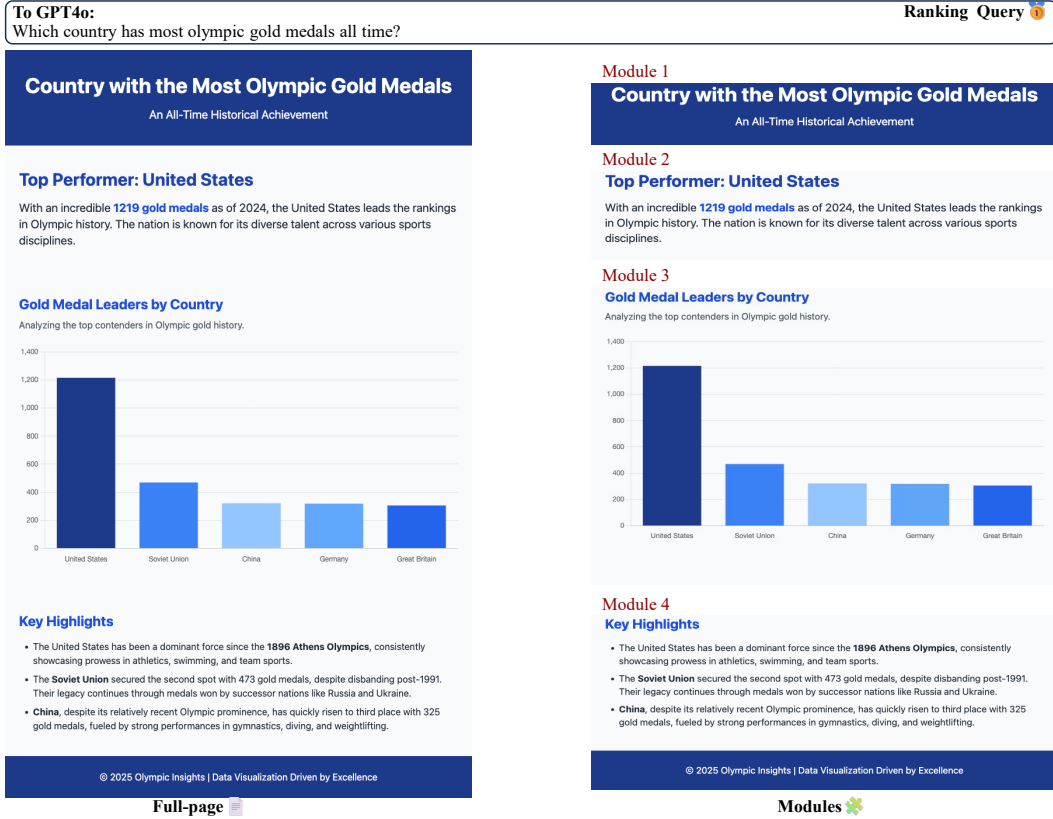 To GPT4o:
Ranking Query
1
Which country has most olympic gold medals all time?
Country with the Most Olympic Gold Medals
An All-Time Historical Achievement
Top Performer: United States
With an incredible 1219 gold medals as of 2024, the United States leads the rankings
in Olympic history. The nation is known for its diverse talent across various sports
disciplines.
Gold Medal Leaders by Country
Analyzing the top contenders in Olympic gold history.
1,400
1,200
1,000
800
600
400
200
0
United States Soviet Union China Germany Great Britain
Key Highlights
• The United States has been a dominant force since the 1896 Athens Olympics, consistently
showcasing prowess in athletics, swimming, and team sports.
• The Soviet Union secured the second spot with 473 gold medals, despite disbanding post-1991.
Their legacy continues through medals won by successor nations like Russia and Ukraine.
• China, despite its relatively recent Olympic prominence, has quickly risen to third place with 325
gold medals, fueled by strong performances in gymnastics, diving, and weightlifting.
© 2025 Olympic Insights | Data Visualization Driven by Excellence
Full-page
Module 1
Country with the Most Olympic Gold Medals
An All-Time Historical Achievement
Module 2
Top Performer: United States
With an incredible 1219 gold medals as of 2024, the United States leads the rankings
in Olympic history. The nation is known for its diverse talent across various sports
disciplines.
Module 3
Gold Medal Leaders by Country
Analyzing the top contenders in Olympic gold history.
1,400
1,200
1,000
800
600
400
200
0
United States Soviet Union China Germany Great Britain
Module 4
Key Highlights
• The United States has been a dominant force since the 1896 Athens Olympics, consistently
showcasing prowess in athletics, swimming, and team sports.
• The Soviet Union secured the second spot with 473 gold medals, despite disbanding post-1991.
Their legacy continues through medals won by successor nations like Russia and Ukraine.
• China, despite its relatively recent Olympic prominence, has quickly risen to third place with 325
gold medals, fueled by strong performances in gymnastics, diving, and weightlifting.
© 2025 Olympic Insights | Data Visualization Driven by Excellence
Modules